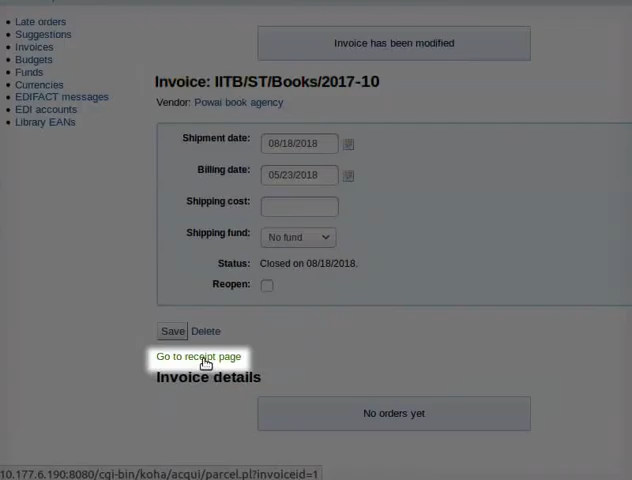 Late orders
Suggestions
Invoices
Budgets
Funds
Currencies
EDIFACT messages
EDI accounts
Library EANs
Invoice has been modified
Invoice: IITB/ST/Books/2017-10
Vendor: Powai book agency
Shipment date: 08/18/2018
Billing date: 05/23/2018
Shipping cost:
Shipping fund: No fund
Status: Closed on 08/18/2018.
Reopen:
Save Delete
Go to receipt page
Invoice details
No orders yet
10.177.6.190:8080/cgi-bin/koha/acqui/parcel.pl?invoiceid=1